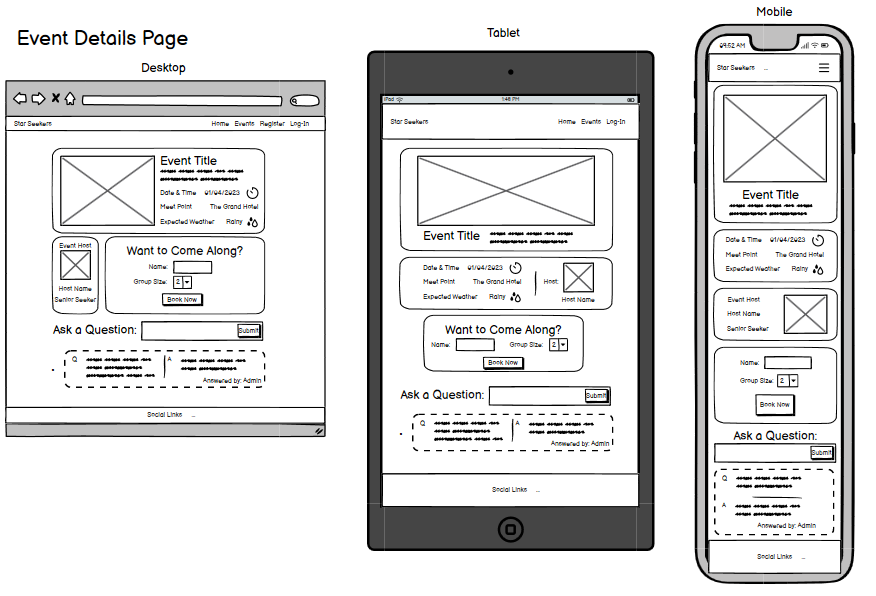 Event Details Page
Desktop
Star Seekers Home Events Register Log-In
Event Title
Date & Time 01/04/2023
Meet Point The Grand Hotel
Expected Weather Rainy
Event Host
Host Name
Senior Seeker
Want to Come Along?
Name:
Group Size: 2
Book Now
Ask a Question: Submit
Q A
Answered by: Admin
Social Links ...
Tablet
iPad 1:48 PM
Star Seekers Home Events Log-In
Event Title
Date & Time 01/04/2023
Meet Point The Grand Hotel
Expected Weather Rainy
Host:
Host Name
Want to Come Along?
Name: Group Size: 2
Book Now
Ask a Question: Submit
Q A
Answered by: Admin
Social Links ...
Mobile
09:52 AM
Star Seekers ...
Event Title
Date & Time 01/04/2023
Meet Point The Grand Hotel
Expected Weather Rainy
Event Host
Host Name
Senior Seeker
Name:
Group Size: 2
Book Now
Ask a Question:
Submit
Q
A
Answered by: Admin
Social Links ...